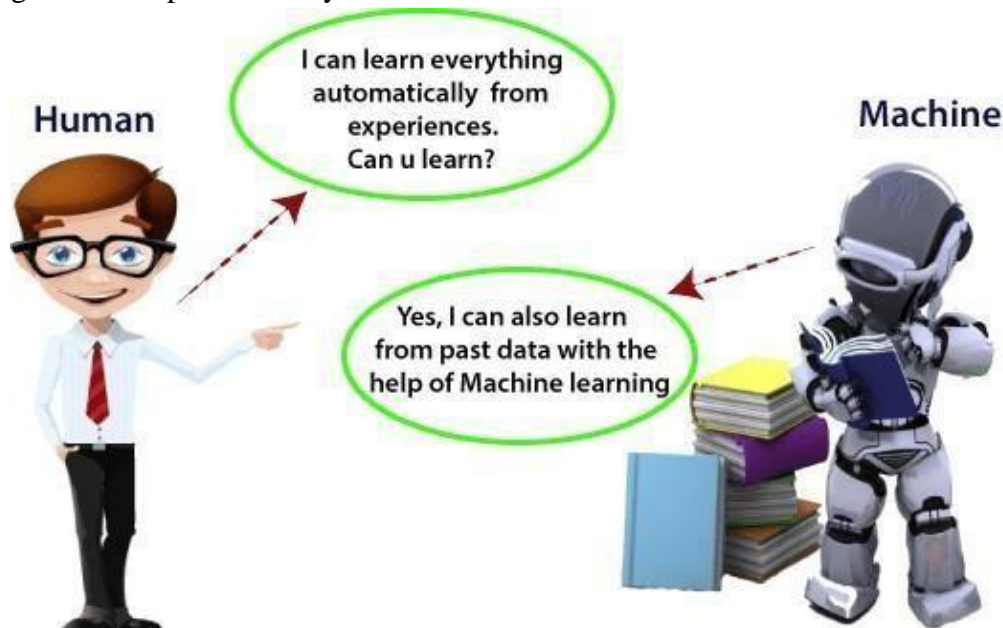 Human
I can learn everything
automatically from
experiences.
Can u learn?
Machine
Yes, I can also learn
from past data with the
help of Machine learning